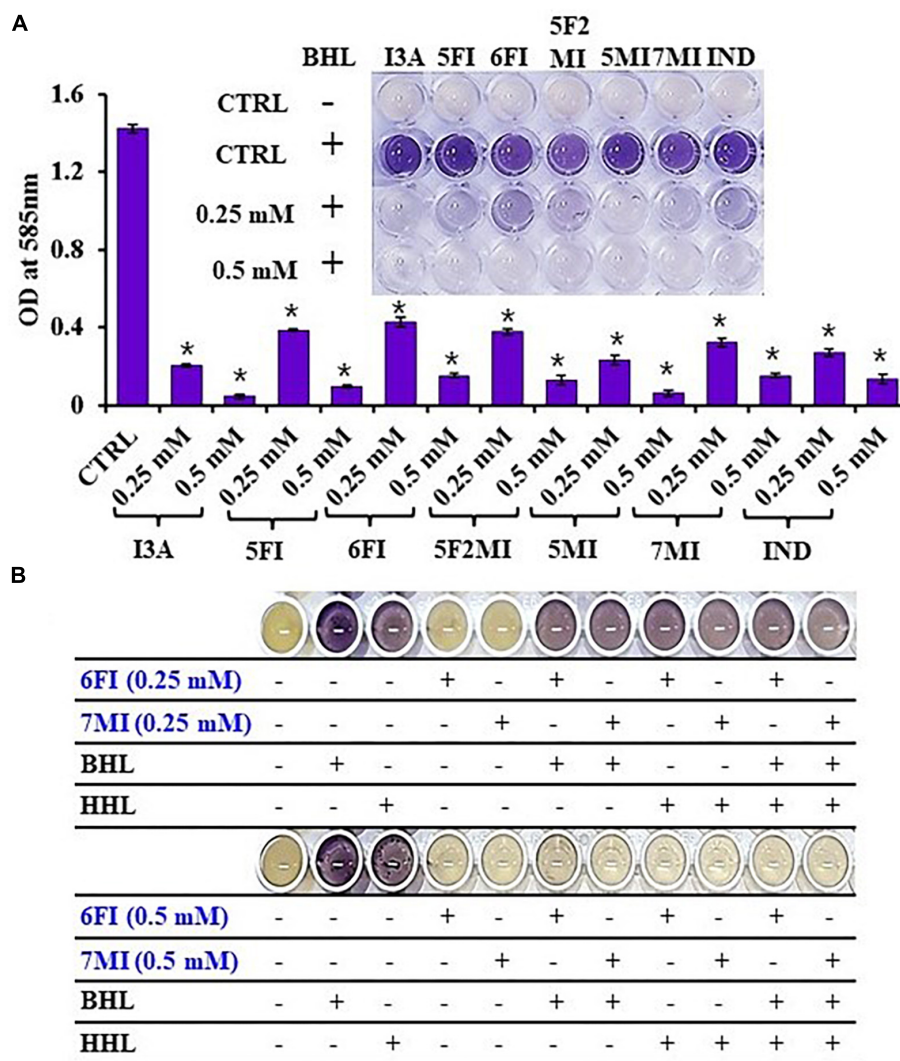 A
5F2
BHL I3A 5FI 6FI MI 5MI 7MI IND
CTRL -
CTRL +
0.25 mM +
0.5 mM +
OD at 585nm
1.6
1.2
0.8
0.4
0
* * * * * * * * * * * * * *
CTRL 0.25 mM 0.5 mM 0.25 mM 0.5 mM 0.25 mM 0.5 mM 0.25 mM 0.5 mM 0.25 mM 0.5 mM 0.25 mM 0.5 mM 0.25 mM 0.5 mM
I3A 5FI 6FI 5F2MI 5MI 7MI IND
B
6FI (0.25 mM) - - - + - + - + - + -
7MI (0.25 mM) - - - - + - + - + - +
BHL - + - - - + + - - + +
HHL - - + - - - - + + + +
6FI (0.5 mM) - - - + - + - + - + -
7MI (0.5 mM) - - - - + - + - + - +
BHL - + - - - + + - - + +
HHL - - + - - - - + + + +